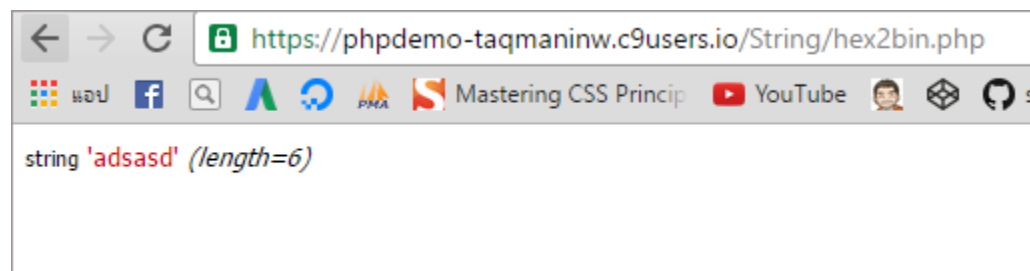 https://phpdemo-taqmaninw.c9users.io/String/hex2bin.php
แอป PMA Mastering CSS Princip YouTube s
string 'adsasd' (length=6)